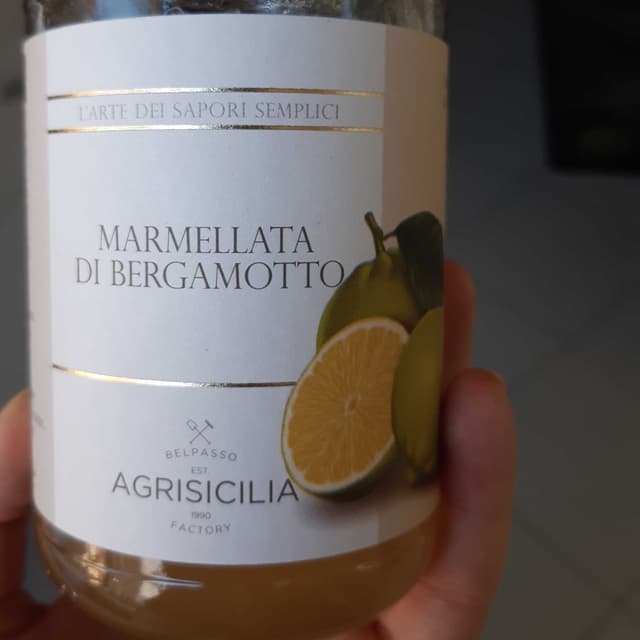 L'ARTE DEI SAPORI SEMPLICI
MARMELLATA
DI BERGAMOTTO
BELPASSO
EST.
AGRISICILIA
1990
FACTORY